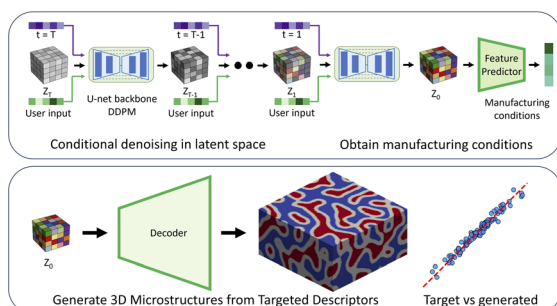 t = T
t = T-1
t = 1
Z_T
U-net backbone
DDPM
Z_T-1
Z_1
Z_0
Feature
Predictor
User input
User input
User input
Manufacturing
conditions
Conditional denoising in latent space
Obtain manufacturing conditions
Z_0
Decoder
Generate 3D Microstructures from Targeted Descriptors
Target vs generated